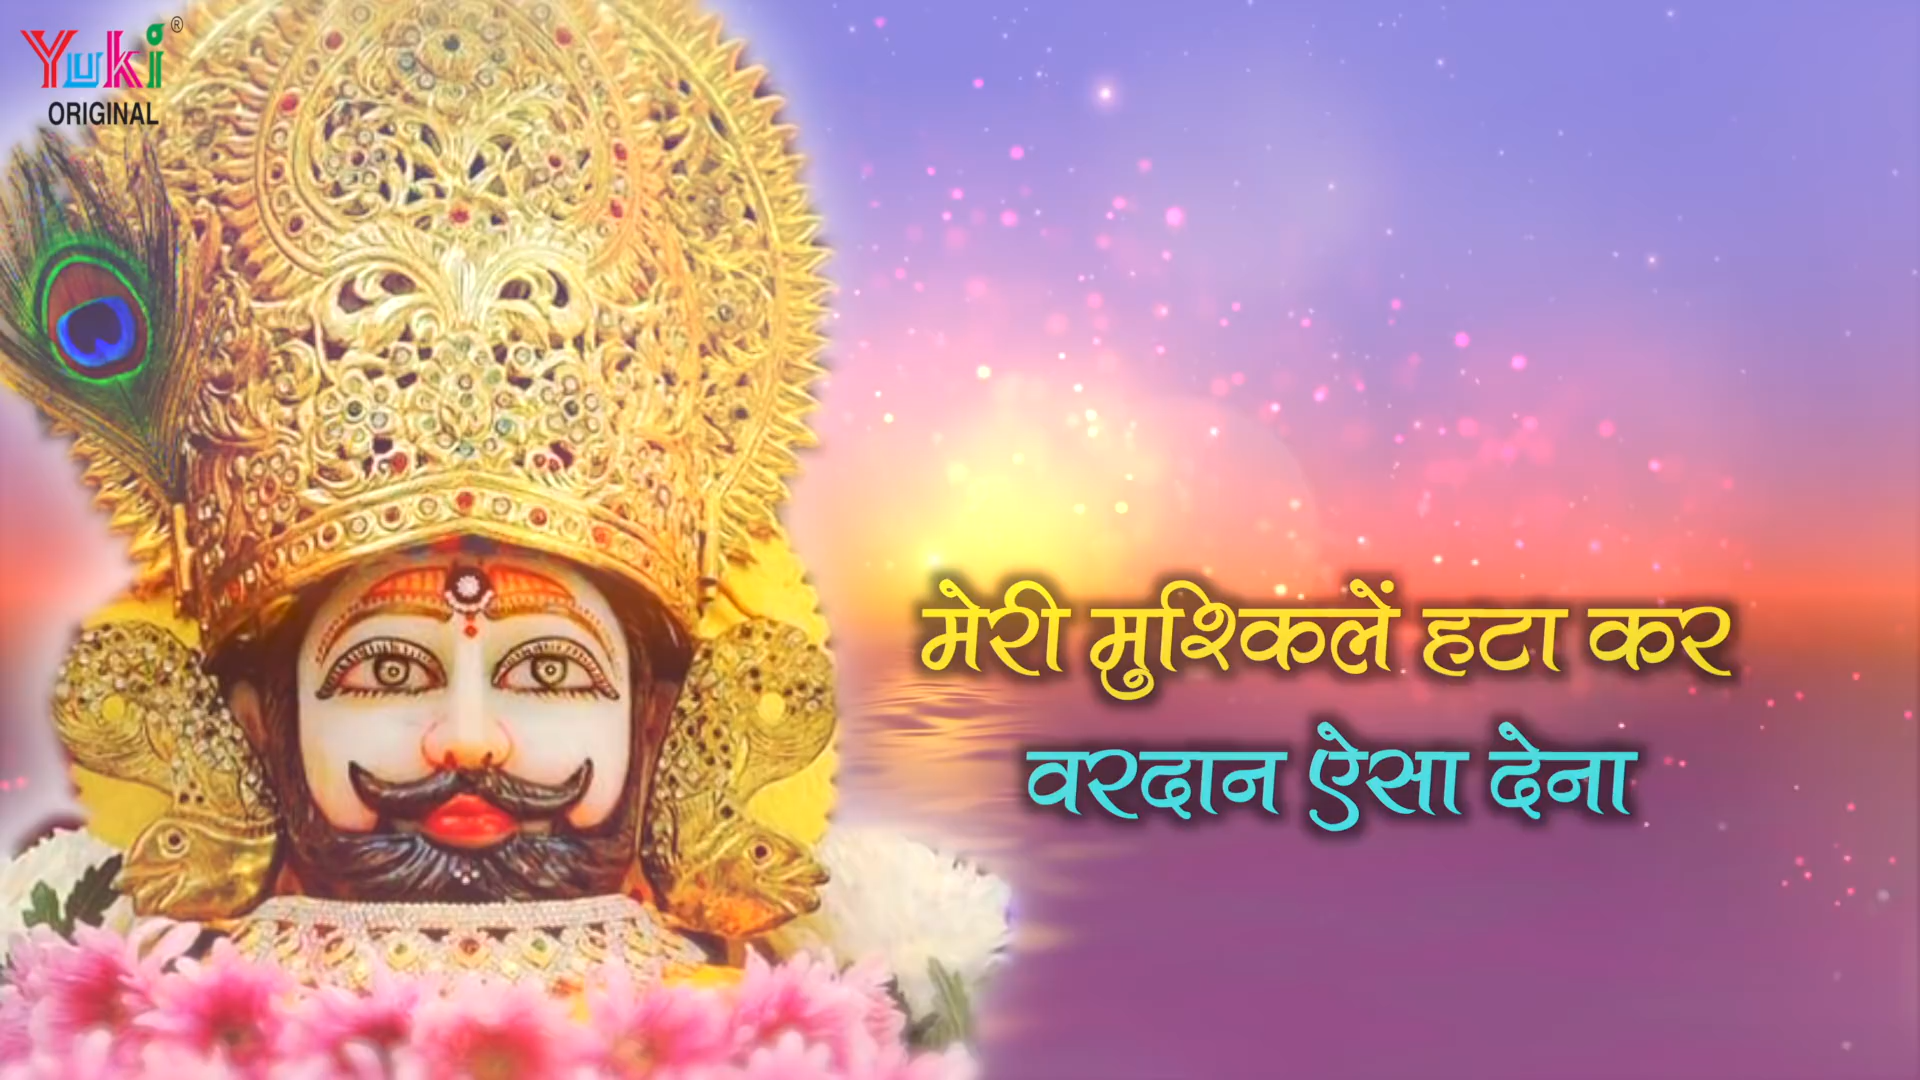 Yuki®
ORIGINAL
मेरी मुश्किलें हटा कर
वरदान ऐसा देना